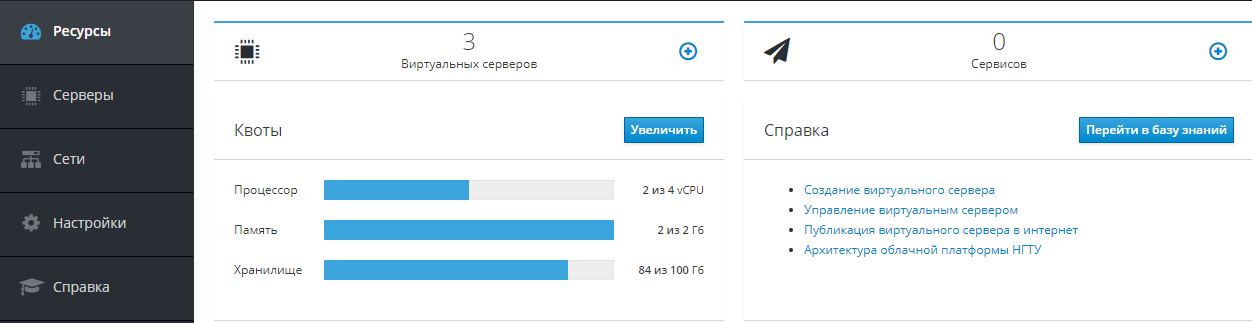 Ресурсы
Серверы
Сети
Настройки
Справка
3
Виртуальных серверов
0
Сервисов
Квоты
Увеличить
Процессор
2 из 4 vCPU
Память
2 из 2 Гб
Хранилище
84 из 100 Гб
Справка
Перейти в базу знаний
Создание виртуального сервера
Управление виртуальным сервером
Публикация виртуального сервера в интернет
Архитектура облачной платформы НГТУ